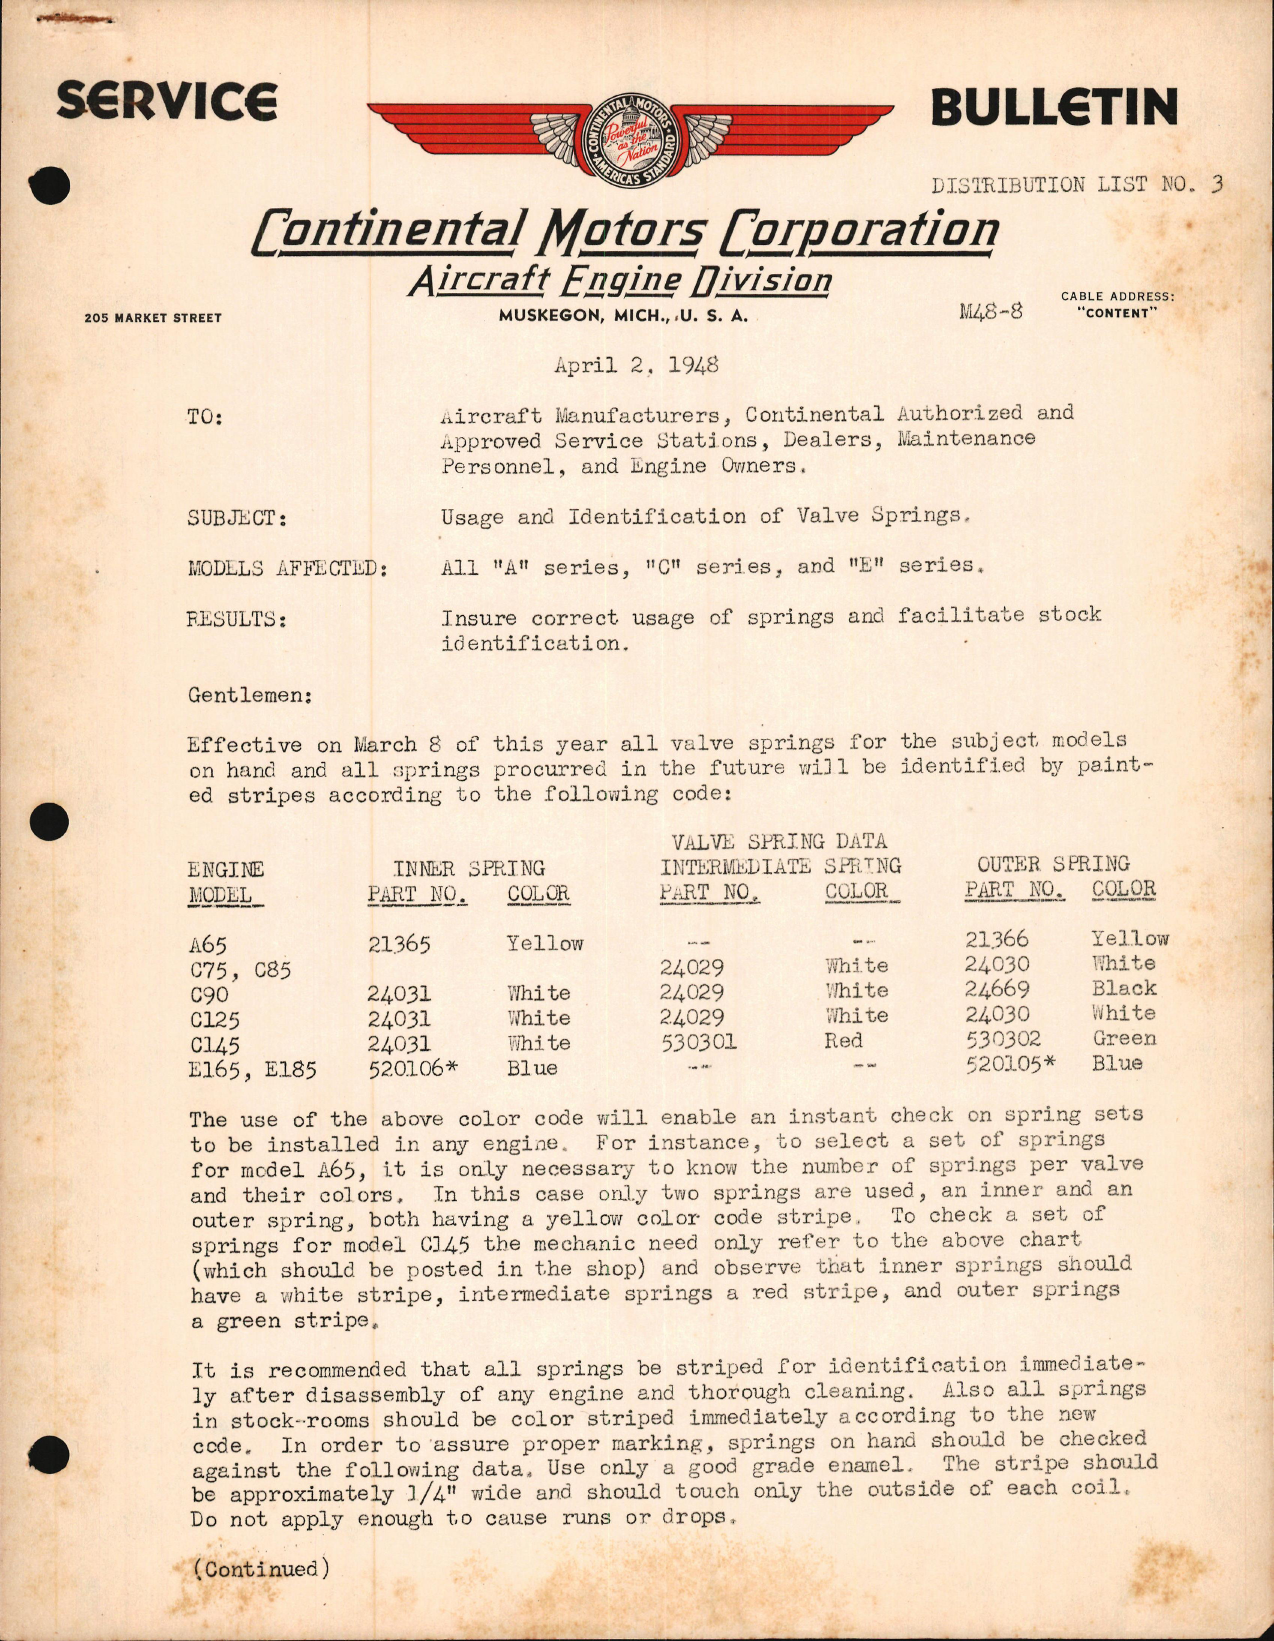 SERVICE BULLETIN
CONTINENTAL MOTORS
Powerful
as the
Nation
AMERICA'S STANDARD
DISTRIBUTION LIST NO. 3
Continental Motors Corporation
Aircraft Engine Division
205 MARKET STREET
MUSKEGON, MICH., U. S. A.
M48-8
CABLE ADDRESS:
"CONTENT"
April 2, 1948
TO: Aircraft Manufacturers, Continental Authorized and
Approved Service Stations, Dealers, Maintenance
Personnel, and Engine Owners.
SUBJECT: Usage and Identification of Valve Springs.
MODELS AFFECTED: All "A" series, "C" series, and "E" series.
RESULTS: Insure correct usage of springs and facilitate stock
identification.
Gentlemen:
Effective on March 8 of this year all valve springs for the subject models
on hand and all springs procurred in the future will be identified by paint-
ed stripes according to the following code:
VALVE SPRING DATA
ENGINE INNER SPRING INTERMEDIATE SPRING OUTER SPRING
MODEL PART NO. COLOR PART NO. COLOR PART NO. COLOR
A65 21365 Yellow -- -- 21366 Yellow
C75, C85 24029 White 24030 White
C90 24031 White 24029 White 24669 Black
C125 24031 White 24029 White 24030 White
C145 24031 White 530301 Red 530302 Green
E165, E185 520106* Blue -- -- 520105* Blue
The use of the above color code will enable an instant check on spring sets
to be installed in any engine. For instance, to select a set of springs
for model A65, it is only necessary to know the number of springs per valve
and their colors. In this case only two springs are used, an inner and an
outer spring, both having a yellow color code stripe. To check a set of
springs for model C145 the mechanic need only refer to the above chart
(which should be posted in the shop) and observe that inner springs should
have a white stripe, intermediate springs a red stripe, and outer springs
a green stripe.
It is recommended that all springs be striped for identification immediate-
ly after disassembly of any engine and thorough cleaning. Also all springs
in stock-rooms should be color striped immediately according to the new
code. In order to assure proper marking, springs on hand should be checked
against the following data. Use only a good grade enamel. The stripe should
be approximately 1/4" wide and should touch only the outside of each coil.
Do not apply enough to cause runs or drops.
(Continued)